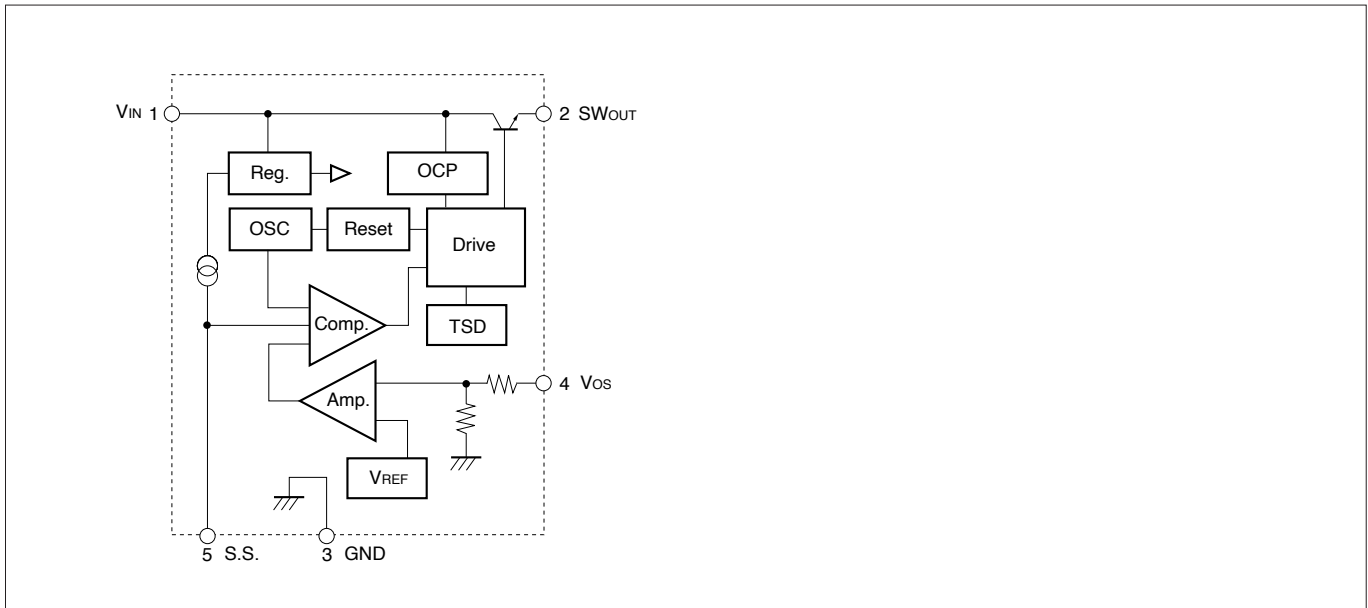 VIN 1
2 SWOUT
Reg.
OCP
OSC
Reset
Drive
Comp.
TSD
4 VOS
Amp.
VREF
5 S.S.
3 GND